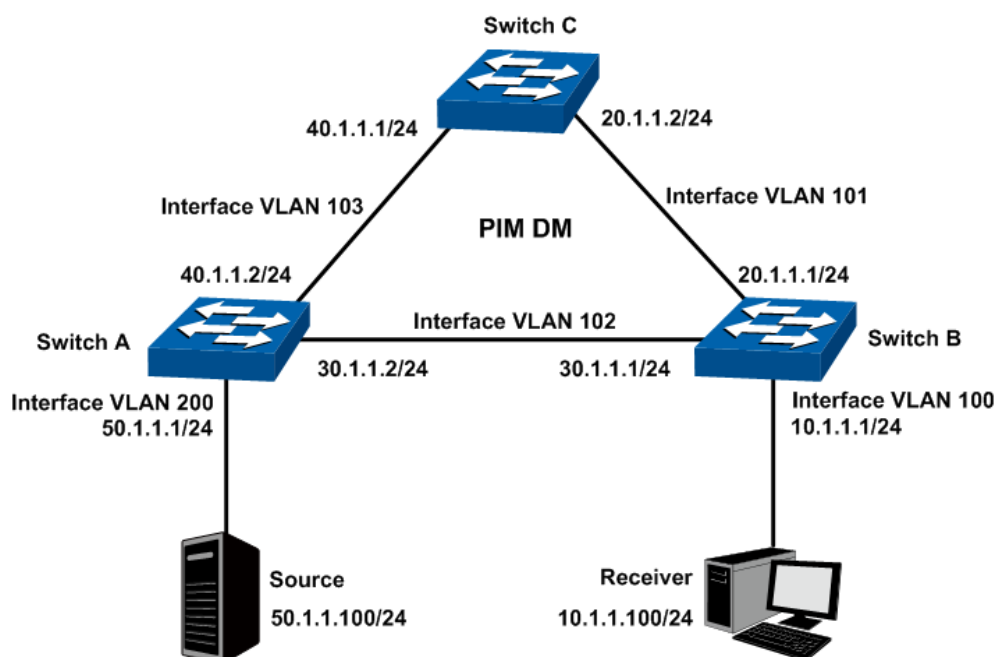 Switch C
40.1.1.1/24
20.1.1.2/24
Interface VLAN 103
Interface VLAN 101
PIM DM
40.1.1.2/24
20.1.1.1/24
Switch A
Interface VLAN 102
Switch B
30.1.1.2/24
30.1.1.1/24
Interface VLAN 200
50.1.1.1/24
Interface VLAN 100
10.1.1.1/24
Source
50.1.1.100/24
Receiver
10.1.1.100/24